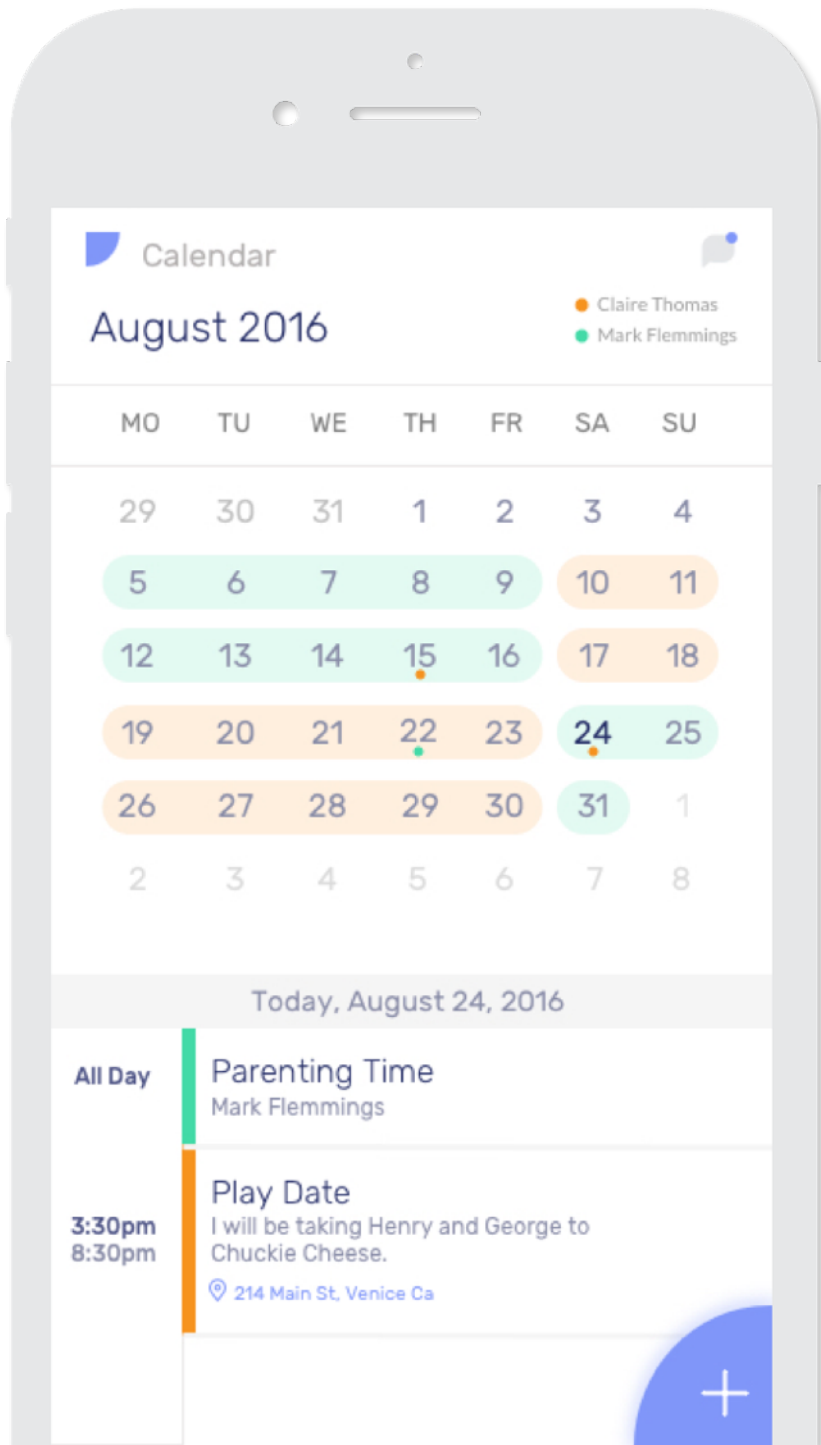 Calendar
August 2016
Claire Thomas
Mark Flemmings
MO TU WE TH FR SA SU
29 30 31 1 2 3 4
5 6 7 8 9 10 11
12 13 14 15 16 17 18
19 20 21 22 23 24 25
26 27 28 29 30 31 1
2 3 4 5 6 7 8
Today, August 24, 2016
All Day
Parenting Time
Mark Flemmings
3:30pm
8:30pm
Play Date
I will be taking Henry and George to
Chuckie Cheese.
214 Main St, Venice Ca
+